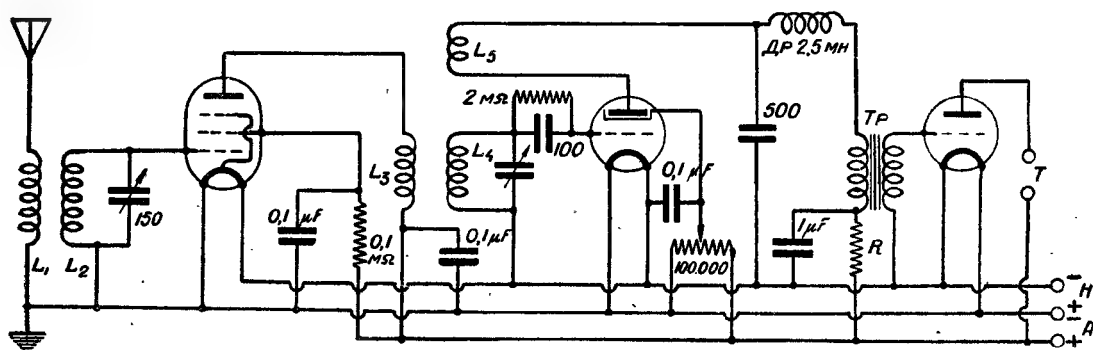 L₁
L₂
150
0,1 μF
0,1
МΩ
L₃
0,1 μF
L₅
L₄
2 МΩ
100
0,1 μF
100.000
500
ДР 2,5 МН
ТР
1 μF
R
Т
− Н
+
− А
+